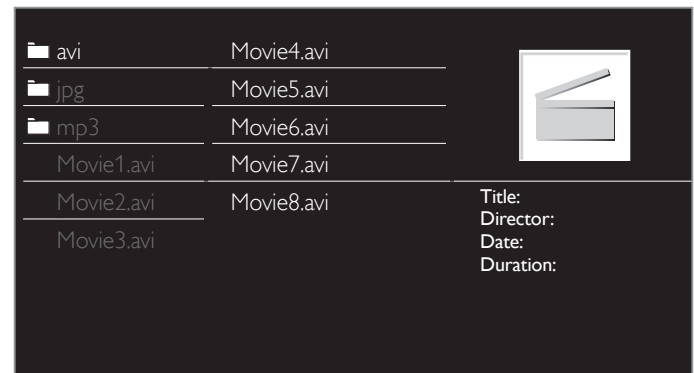 avi
jpg
mp3
Movie1.avi
Movie2.avi
Movie3.avi
Movie4.avi
Movie5.avi
Movie6.avi
Movie7.avi
Movie8.avi
Title:
Director:
Date:
Duration: